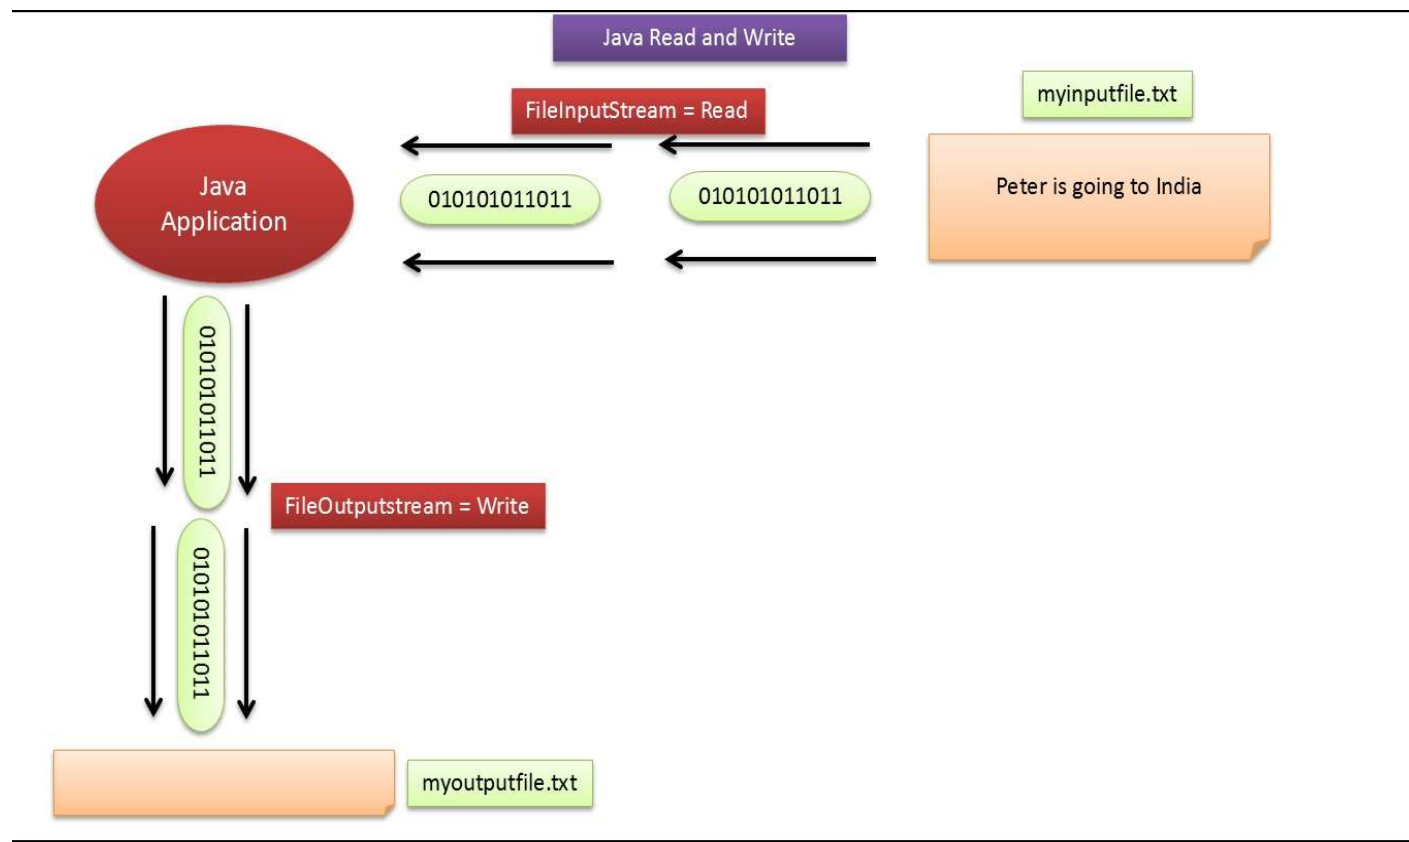 Java Read and Write
FileInputStream = Read
myinputfile.txt
Java
Application
010101011011
010101011011
Peter is going to India
010101011011
FileOutputstream = Write
010101011011
myoutputfile.txt